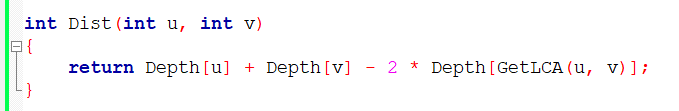 int Dist(int u, int v)
{
    return Depth[u] + Depth[v] - 2 * Depth[GetLCA(u, v)];
}